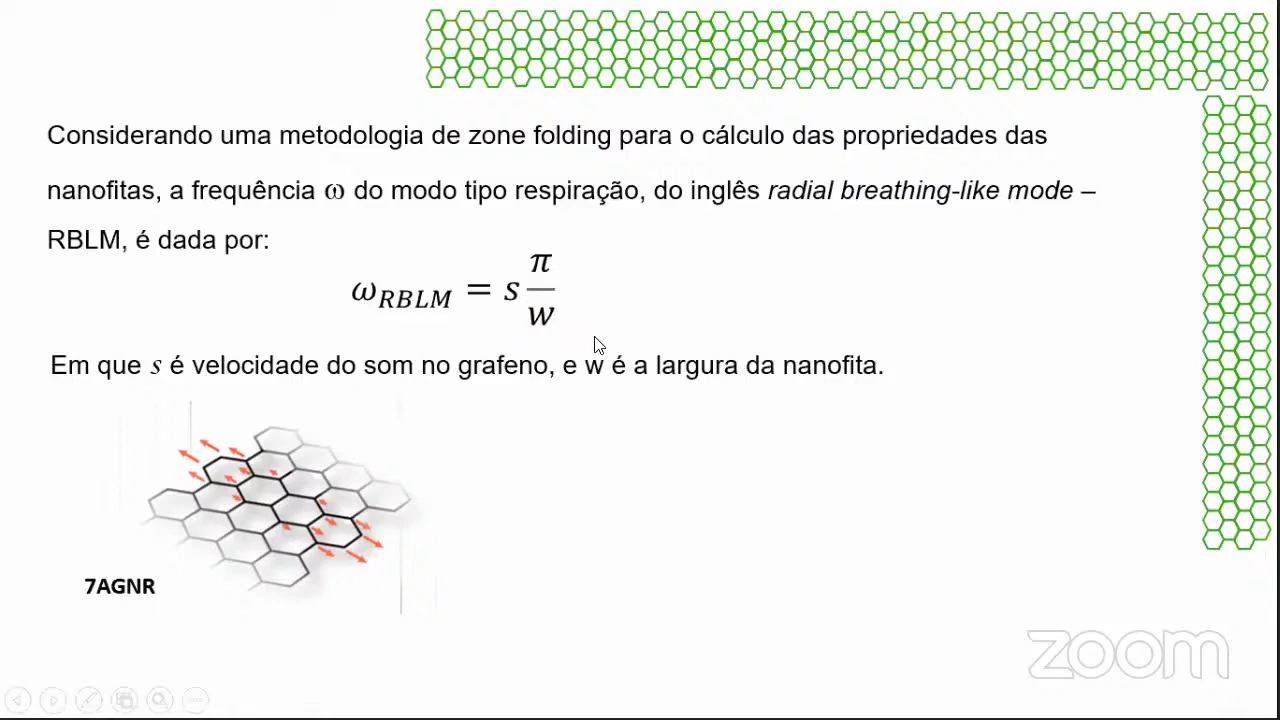 Considerando uma metodologia de zone folding para o cálculo das propriedades das
nanofitas, a frequência ω do modo tipo respiração, do inglês radial breathing-like mode –
RBLM, é dada por:
ω_RBLM = s π/w
Em que s é velocidade do som no grafeno, e w é a largura da nanofita.
7AGNR
zoom